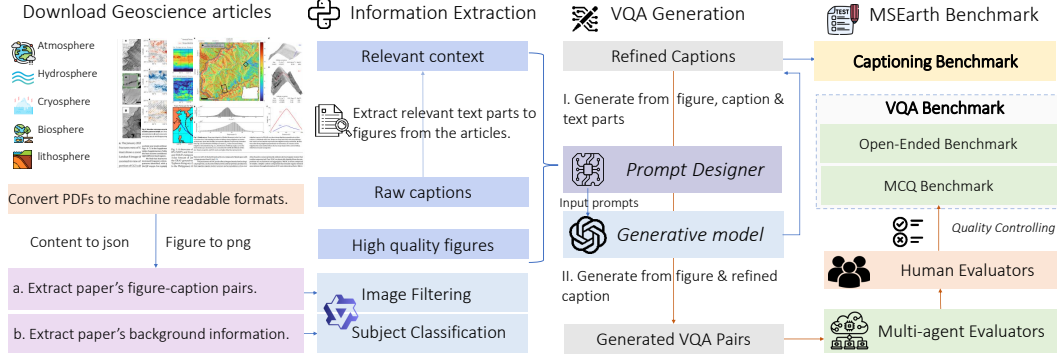 Download Geoscience articles
Atmosphere
Hydrosphere
Cryosphere
Biosphere
lithosphere
Convert PDFs to machine readable formats.
Content to json
Figure to png
a. Extract paper's figure-caption pairs.
b. Extract paper's background information.
Information Extraction
Relevant context
Extract relevant text parts to
figures from the articles.
Raw captions
High quality figures
Image Filtering
Subject Classification
VQA Generation
Refined Captions
I. Generate from figure, caption &
text parts
Prompt Designer
Input prompts
Generative model
II. Generate from figure & refined
caption
Generated VQA Pairs
TEST
MSEarth Benchmark
Captioning Benchmark
VQA Benchmark
Open-Ended Benchmark
MCQ Benchmark
Quality Controlling
Human Evaluators
Multi-agent Evaluators